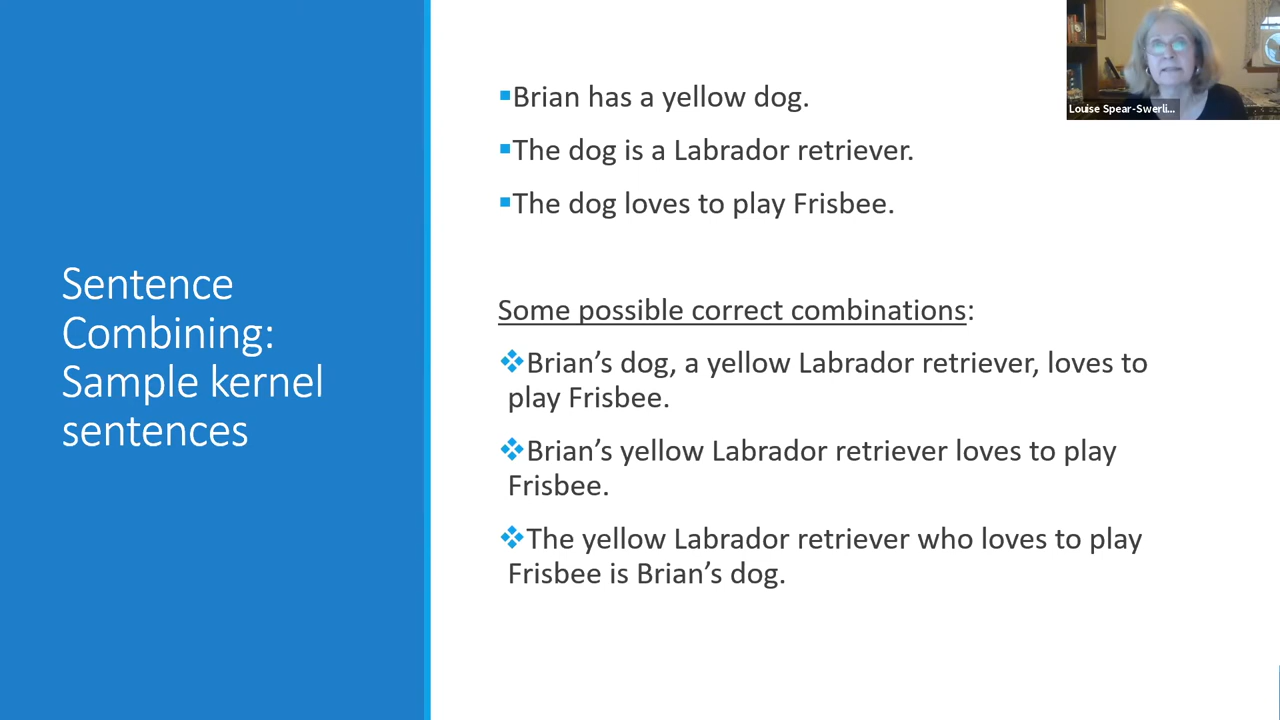 Sentence
Combining:
Sample kernel
sentences
Brian has a yellow dog.
The dog is a Labrador retriever.
The dog loves to play Frisbee.
Some possible correct combinations:
Brian’s dog, a yellow Labrador retriever, loves to
play Frisbee.
Brian’s yellow Labrador retriever loves to play
Frisbee.
The yellow Labrador retriever who loves to play
Frisbee is Brian’s dog.
Louise Spear-Swerli...